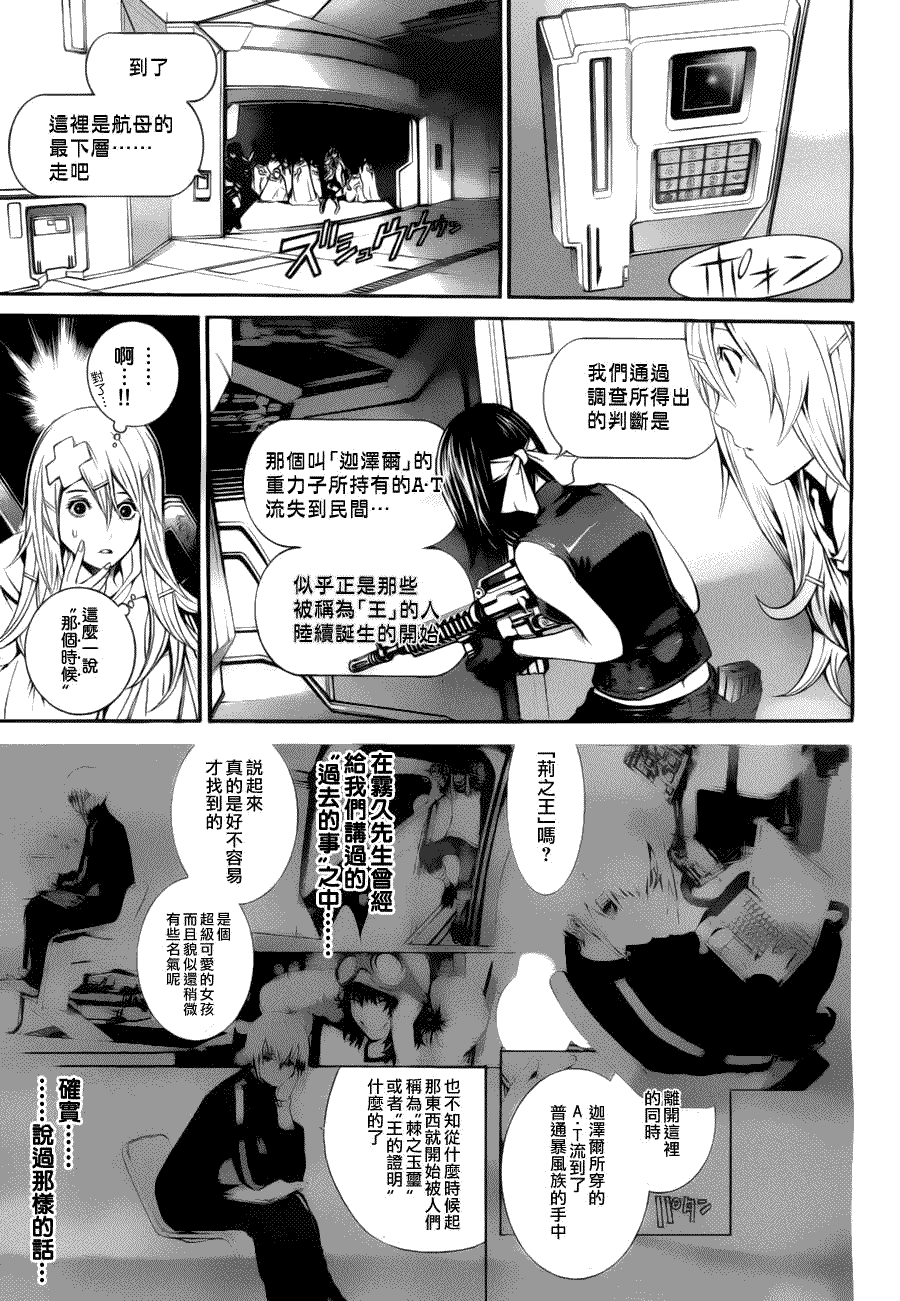 ポキン
到了
這裡是航母的
最下層……
走吧
ズシュゥゥゥゥン
我們通過
調查所得出
的判斷是
那個叫「迦澤爾」的
重力子所持有的A·T
流失到民間…
似乎正是那些
被稱為「王」的人
陸續誕生的開始
……
啊…!!
對了…
這麼一說
“那個時候”
「荊之王」嗎？
在霧久先生曾經
給我們講過的
“過去的事”之中……
說起來
真的是好不容易
才找到的
是個
超級可愛的女孩
而且貌似還稍微
有些名氣呢
離開這裡
的同時
迦澤爾所穿的
A·T流到了
普通暴風族的手中
也不知從什麼時候起
那東西就開始被人們
稱為“棘之玉璽”
或者“王的證明”
什麼的了
確實……
……說過那樣的話…